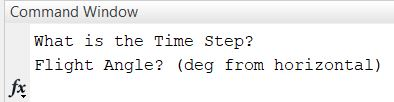 Command Window
What is the Time Step?
Flight Angle? (deg from horizontal)
fx